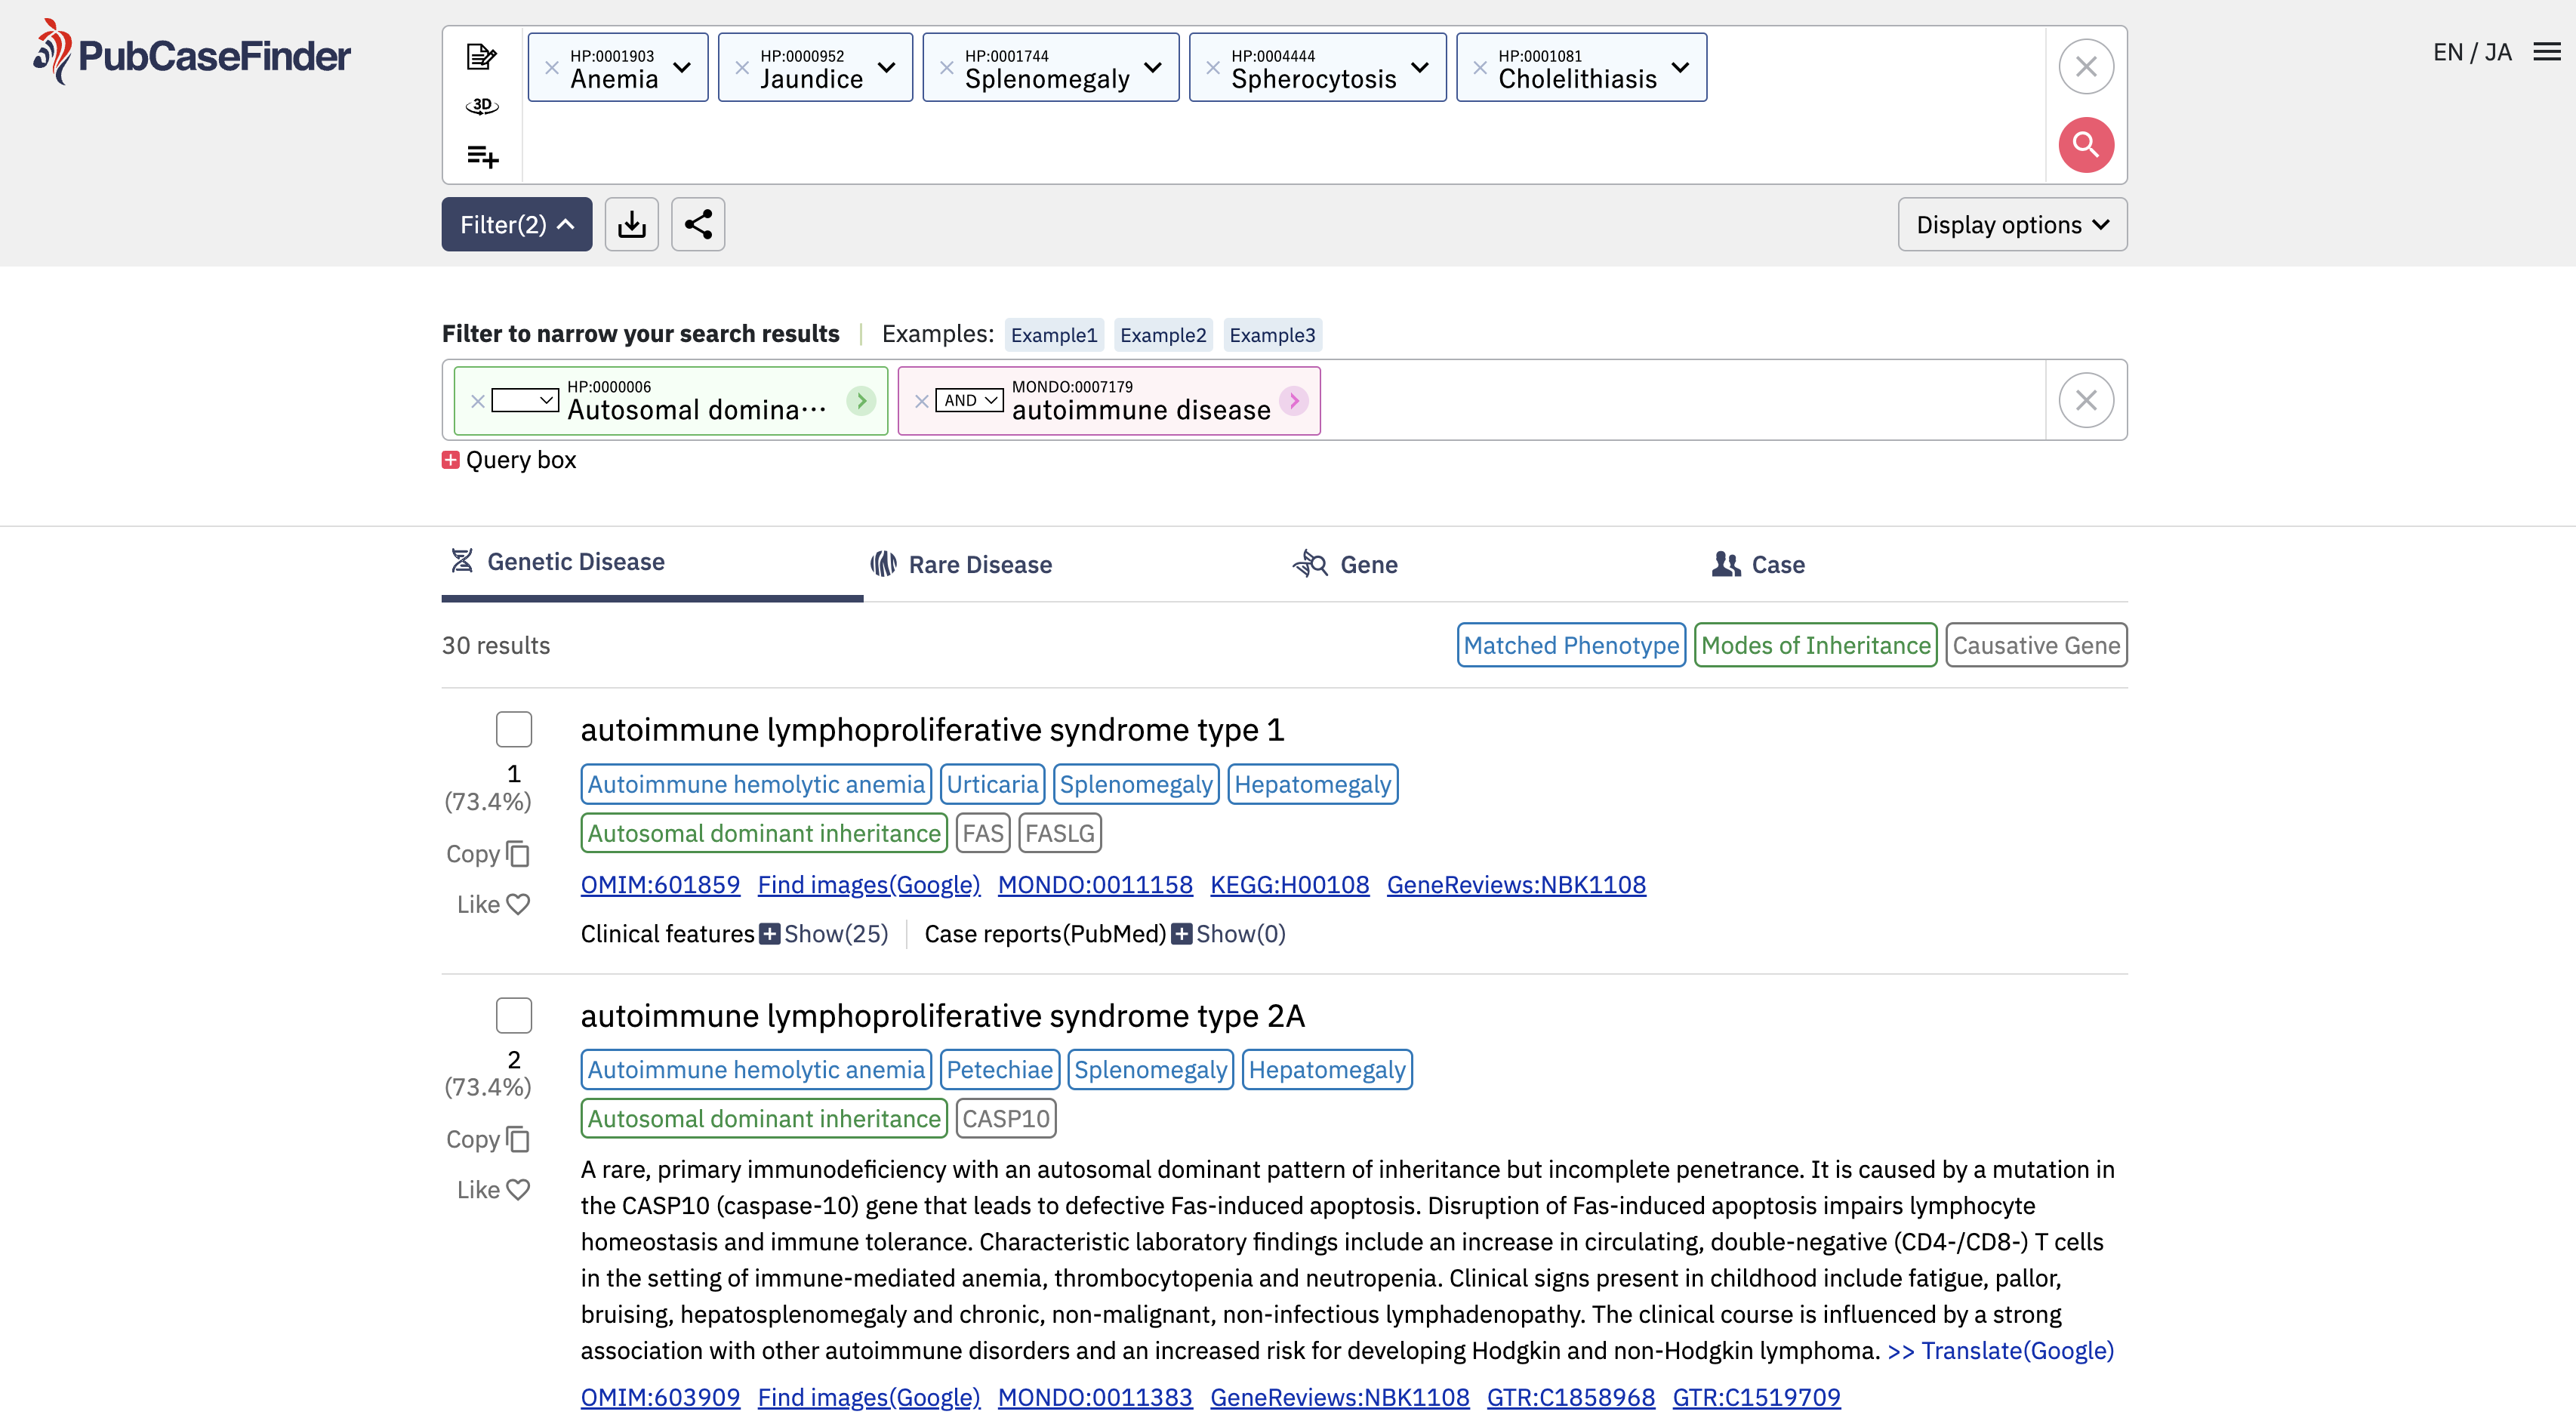 PubCaseFinder
HP:0001903
Anemia
HP:0000952
Jaundice
HP:0001744
Splenomegaly
HP:0004444
Spherocytosis
HP:0001081
Cholelithiasis
3D
EN / JA
Filter(2)
Display options
Filter to narrow your search results | Examples: Example1 Example2 Example3
HP:0000006
Autosomal domina···
AND
MONDO:0007179
autoimmune disease
Query box
Genetic Disease
Rare Disease
Gene
Case
30 results
Matched Phenotype Modes of Inheritance Causative Gene
autoimmune lymphoproliferative syndrome type 1
1
(73.4%)
Copy
Like
Autoimmune hemolytic anemia Urticaria Splenomegaly Hepatomegaly
Autosomal dominant inheritance FAS FASLG
OMIM:601859 Find images(Google) MONDO:0011158 KEGG:H00108 GeneReviews:NBK1108
Clinical features Show(25) | Case reports(PubMed) Show(0)
autoimmune lymphoproliferative syndrome type 2A
2
(73.4%)
Copy
Like
Autoimmune hemolytic anemia Petechiae Splenomegaly Hepatomegaly
Autosomal dominant inheritance CASP10
A rare, primary immunodeficiency with an autosomal dominant pattern of inheritance but incomplete penetrance. It is caused by a mutation in
the CASP10 (caspase-10) gene that leads to defective Fas-induced apoptosis. Disruption of Fas-induced apoptosis impairs lymphocyte
homeostasis and immune tolerance. Characteristic laboratory findings include an increase in circulating, double-negative (CD4-/CD8-) T cells
in the setting of immune-mediated anemia, thrombocytopenia and neutropenia. Clinical signs present in childhood include fatigue, pallor,
bruising, hepatosplenomegaly and chronic, non-malignant, non-infectious lymphadenopathy. The clinical course is influenced by a strong
association with other autoimmune disorders and an increased risk for developing Hodgkin and non-Hodgkin lymphoma. >> Translate(Google)
OMIM:603909 Find images(Google) MONDO:0011383 GeneReviews:NBK1108 GTR:C1858968 GTR:C1519709